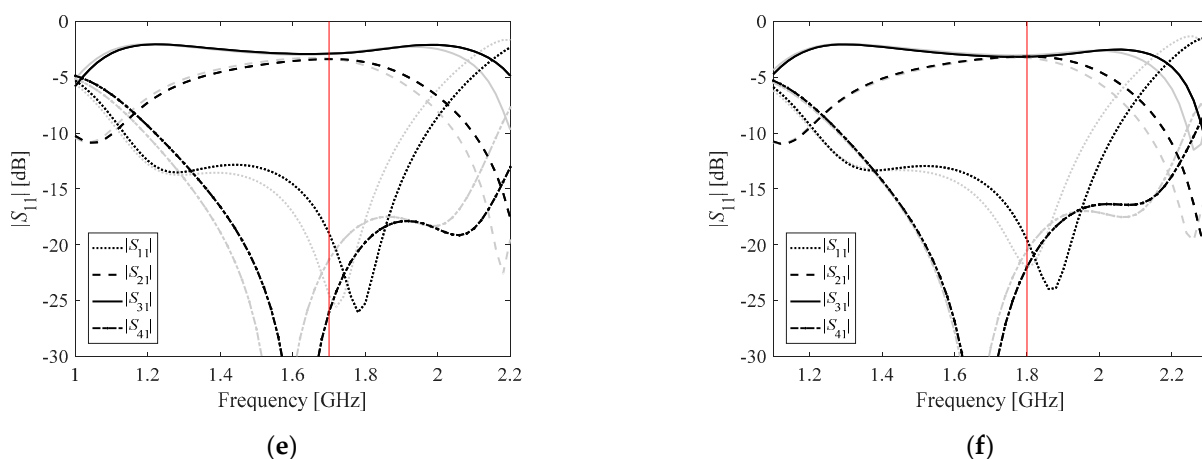 0
-5
-10
-15
-20
-25
-30
|S11| [dB]
|S11|
|S21|
|S31|
|S41|
1 1.2 1.4 1.6 1.8 2 2.2
Frequency [GHz]
(e)
0
-5
-10
-15
-20
-25
-30
|S11| [dB]
|S11|
|S21|
|S31|
|S41|
1.2 1.4 1.6 1.8 2 2.2
Frequency [GHz]
(f)